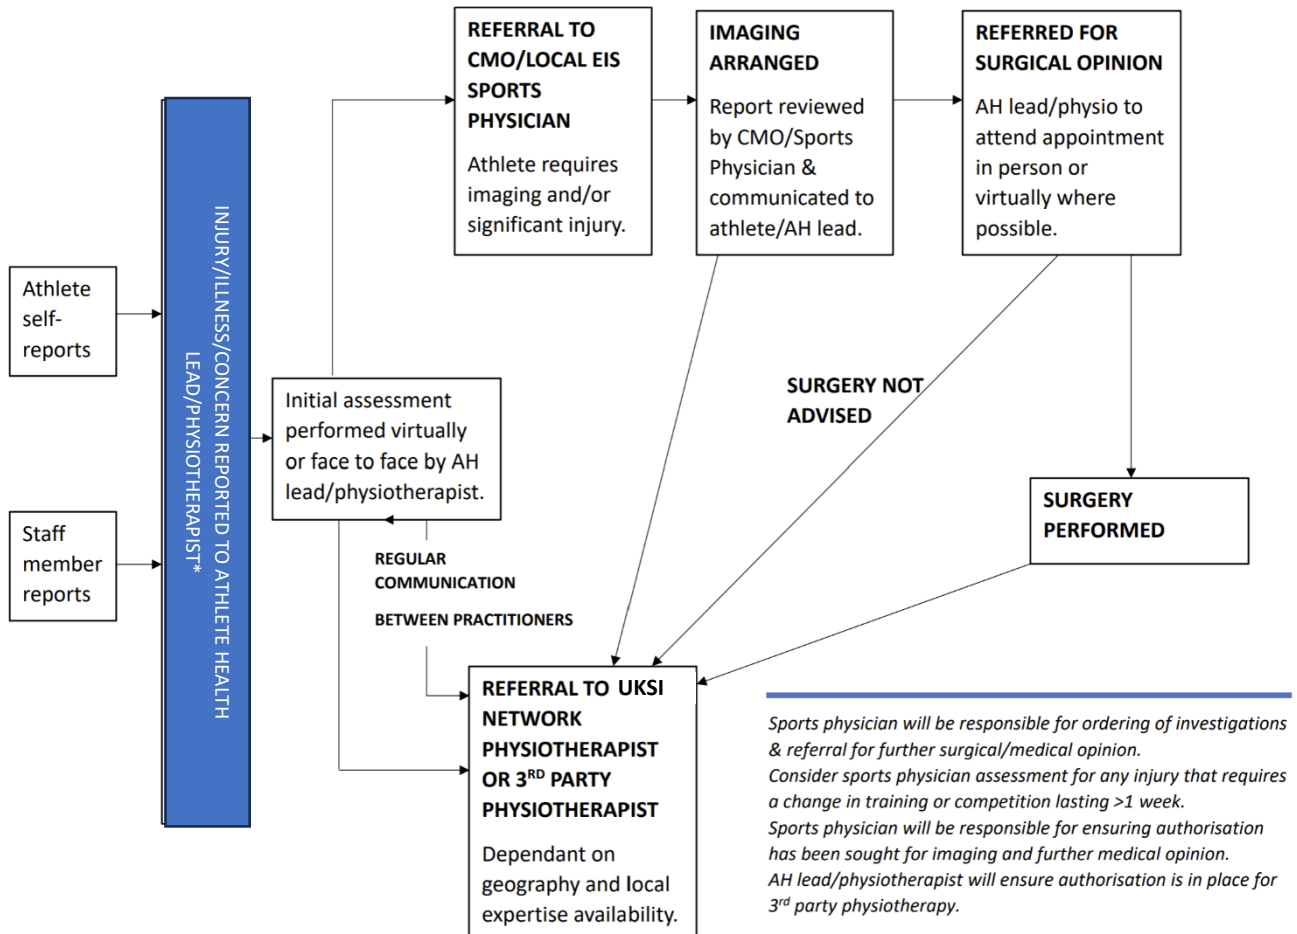 REFERRAL TO
CMO/LOCAL EIS
SPORTS
PHYSICIAN
Athlete requires
imaging and/or
significant injury.
IMAGING
ARRANGED
Report reviewed
by CMO/Sports
Physician &
communicated to
athlete/AH lead.
REFERRED FOR
SURGICAL OPINION
AH lead/physio to
attend appointment
in person or
virtually where
possible.
Athlete
self-
reports
Staff
member
reports
INJURY/ILLNESS/CONCERN REPORTED TO ATHLETE HEALTH
LEAD/PHYSIOTHERAPIST*
Initial assessment
performed virtually
or face to face by AH
lead/physiotherapist.
SURGERY NOT
ADVISED
SURGERY
PERFORMED
REGULAR
COMMUNICATION
BETWEEN PRACTITIONERS
REFERRAL TO UKSI
NETWORK
PHYSIOTHERAPIST
OR 3RD PARTY
PHYSIOTHERAPIST
Dependant on
geography and local
expertise availability.
Sports physician will be responsible for ordering of investigations
& referral for further surgical/medical opinion.
Consider sports physician assessment for any injury that requires
a change in training or competition lasting >1 week.
Sports physician will be responsible for ensuring authorisation
has been sought for imaging and further medical opinion.
AH lead/physiotherapist will ensure authorisation is in place for
3rd party physiotherapy.